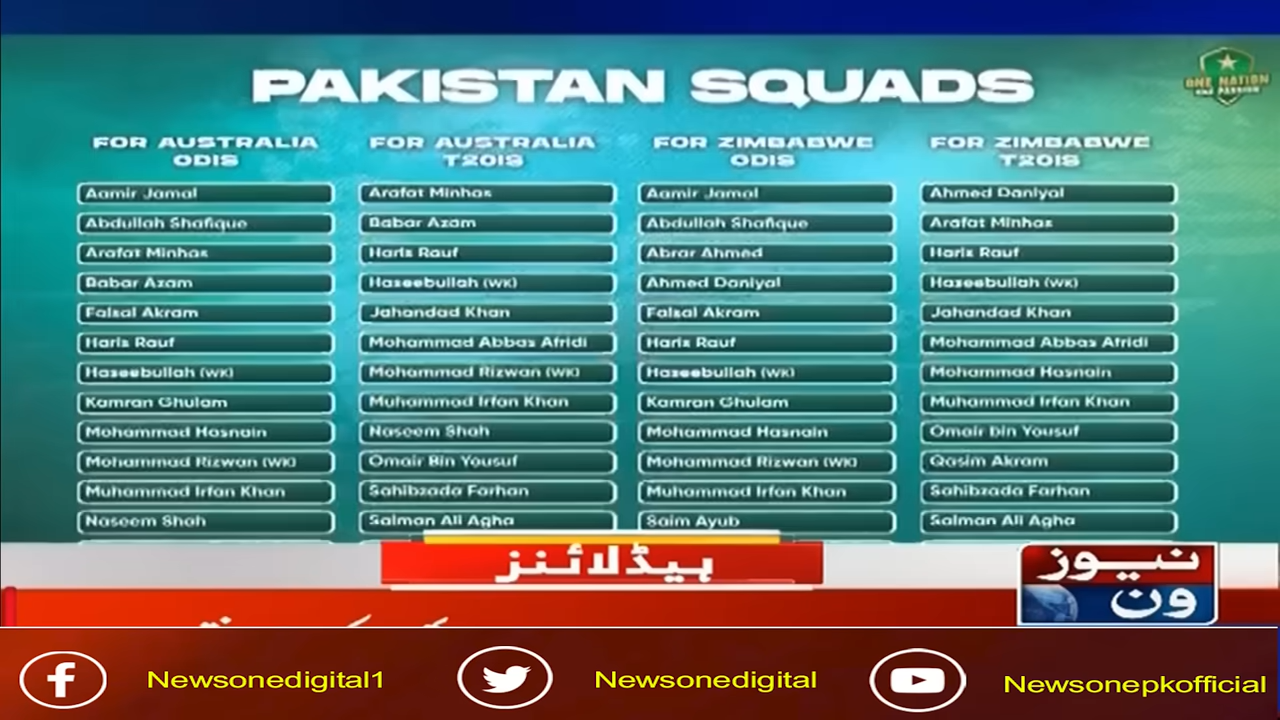 PAKISTAN SQUADS
ONE NATION
ONE PASSION
FOR AUSTRALIA
ODIS
Aamir Jamal
Abdullah Shafique
Arafat Minhas
Babar Azam
Faisal Akram
Haris Rauf
Haseebullah (WK)
Kamran Ghulam
Mohammad Hasnain
Mohammad Rizwan (WK)
Muhammad Irfan Khan
Naseem Shah
FOR AUSTRALIA
T20IS
Arafat Minhas
Babar Azam
Haris Rauf
Haseebullah (WK)
Jahandad Khan
Mohammad Abbas Afridi
Mohammad Rizwan (WK)
Muhammad Irfan Khan
Naseem Shah
Omair Bin Yousuf
Sahibzada Farhan
Salman Ali Agha
FOR ZIMBABWE
ODIS
Aamir Jamal
Abdullah Shafique
Abrar Ahmed
Ahmed Daniyal
Faisal Akram
Haris Rauf
Haseebullah (WK)
Kamran Ghulam
Mohammad Hasnain
Mohammad Rizwan (WK)
Muhammad Irfan Khan
Saim Ayub
FOR ZIMBABWE
T20IS
Ahmed Daniyal
Arafat Minhas
Haris Rauf
Haseebullah (WK)
Jahandad Khan
Mohammad Abbas Afridi
Mohammad Hasnain
Muhammad Irfan Khan
Omair bin Yousuf
Qasim Akram
Sahibzada Farhan
Salman Ali Agha
ہیڈلائنز
نیوز
ون
Newsonedigital1
Newsonedigital
Newsonepkofficial